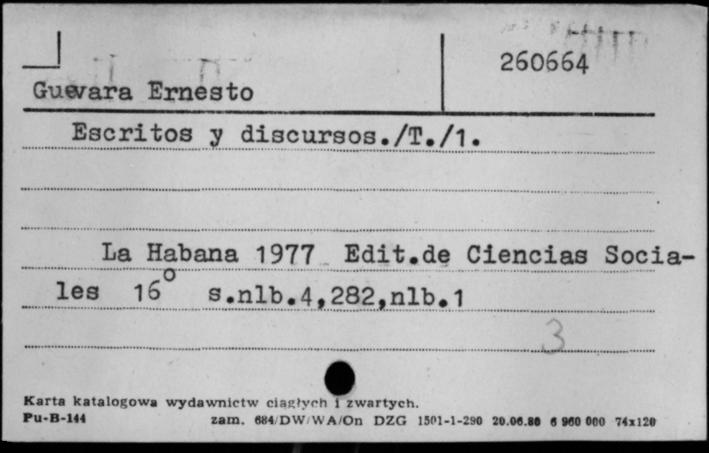 260664
Guevara Ernesto
Escritos y discursos./T./1.
La Habana 1977 Edit.de Ciencias Socia-
les 16° s.nlb.4,282,nlb.1
3
Karta katalogowa wydawnictw ciągłych i zwartych.
Pu-B-144 zam. 684/DW/WA/On DZG 1501-1-290 20.06.80 6 960 000 74x120